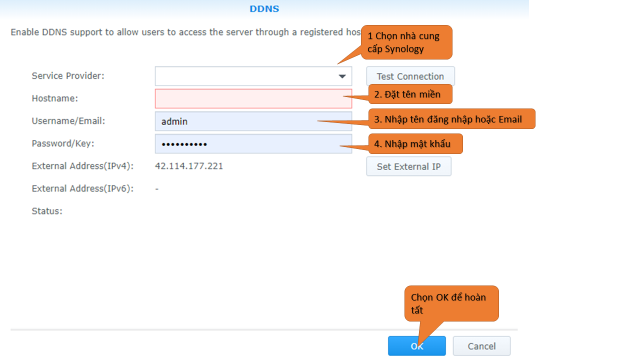 DDNS
Enable DDNS support to allow users to access the server through a registered
1 Chọn nhà cung
cấp Synology
Service Provider:
Test Connection
Hostname:
2. Đặt tên miền
Username/Email:
admin
3. Nhập tên đăng nhập hoặc Email
Password/Key:
••••••••••
4. Nhập mật khẩu
External Address(IPv4):
42.114.177.221
Set External IP
External Address(IPv6):
-
Status:
Chọn OK để hoàn
tất
OK
Cancel